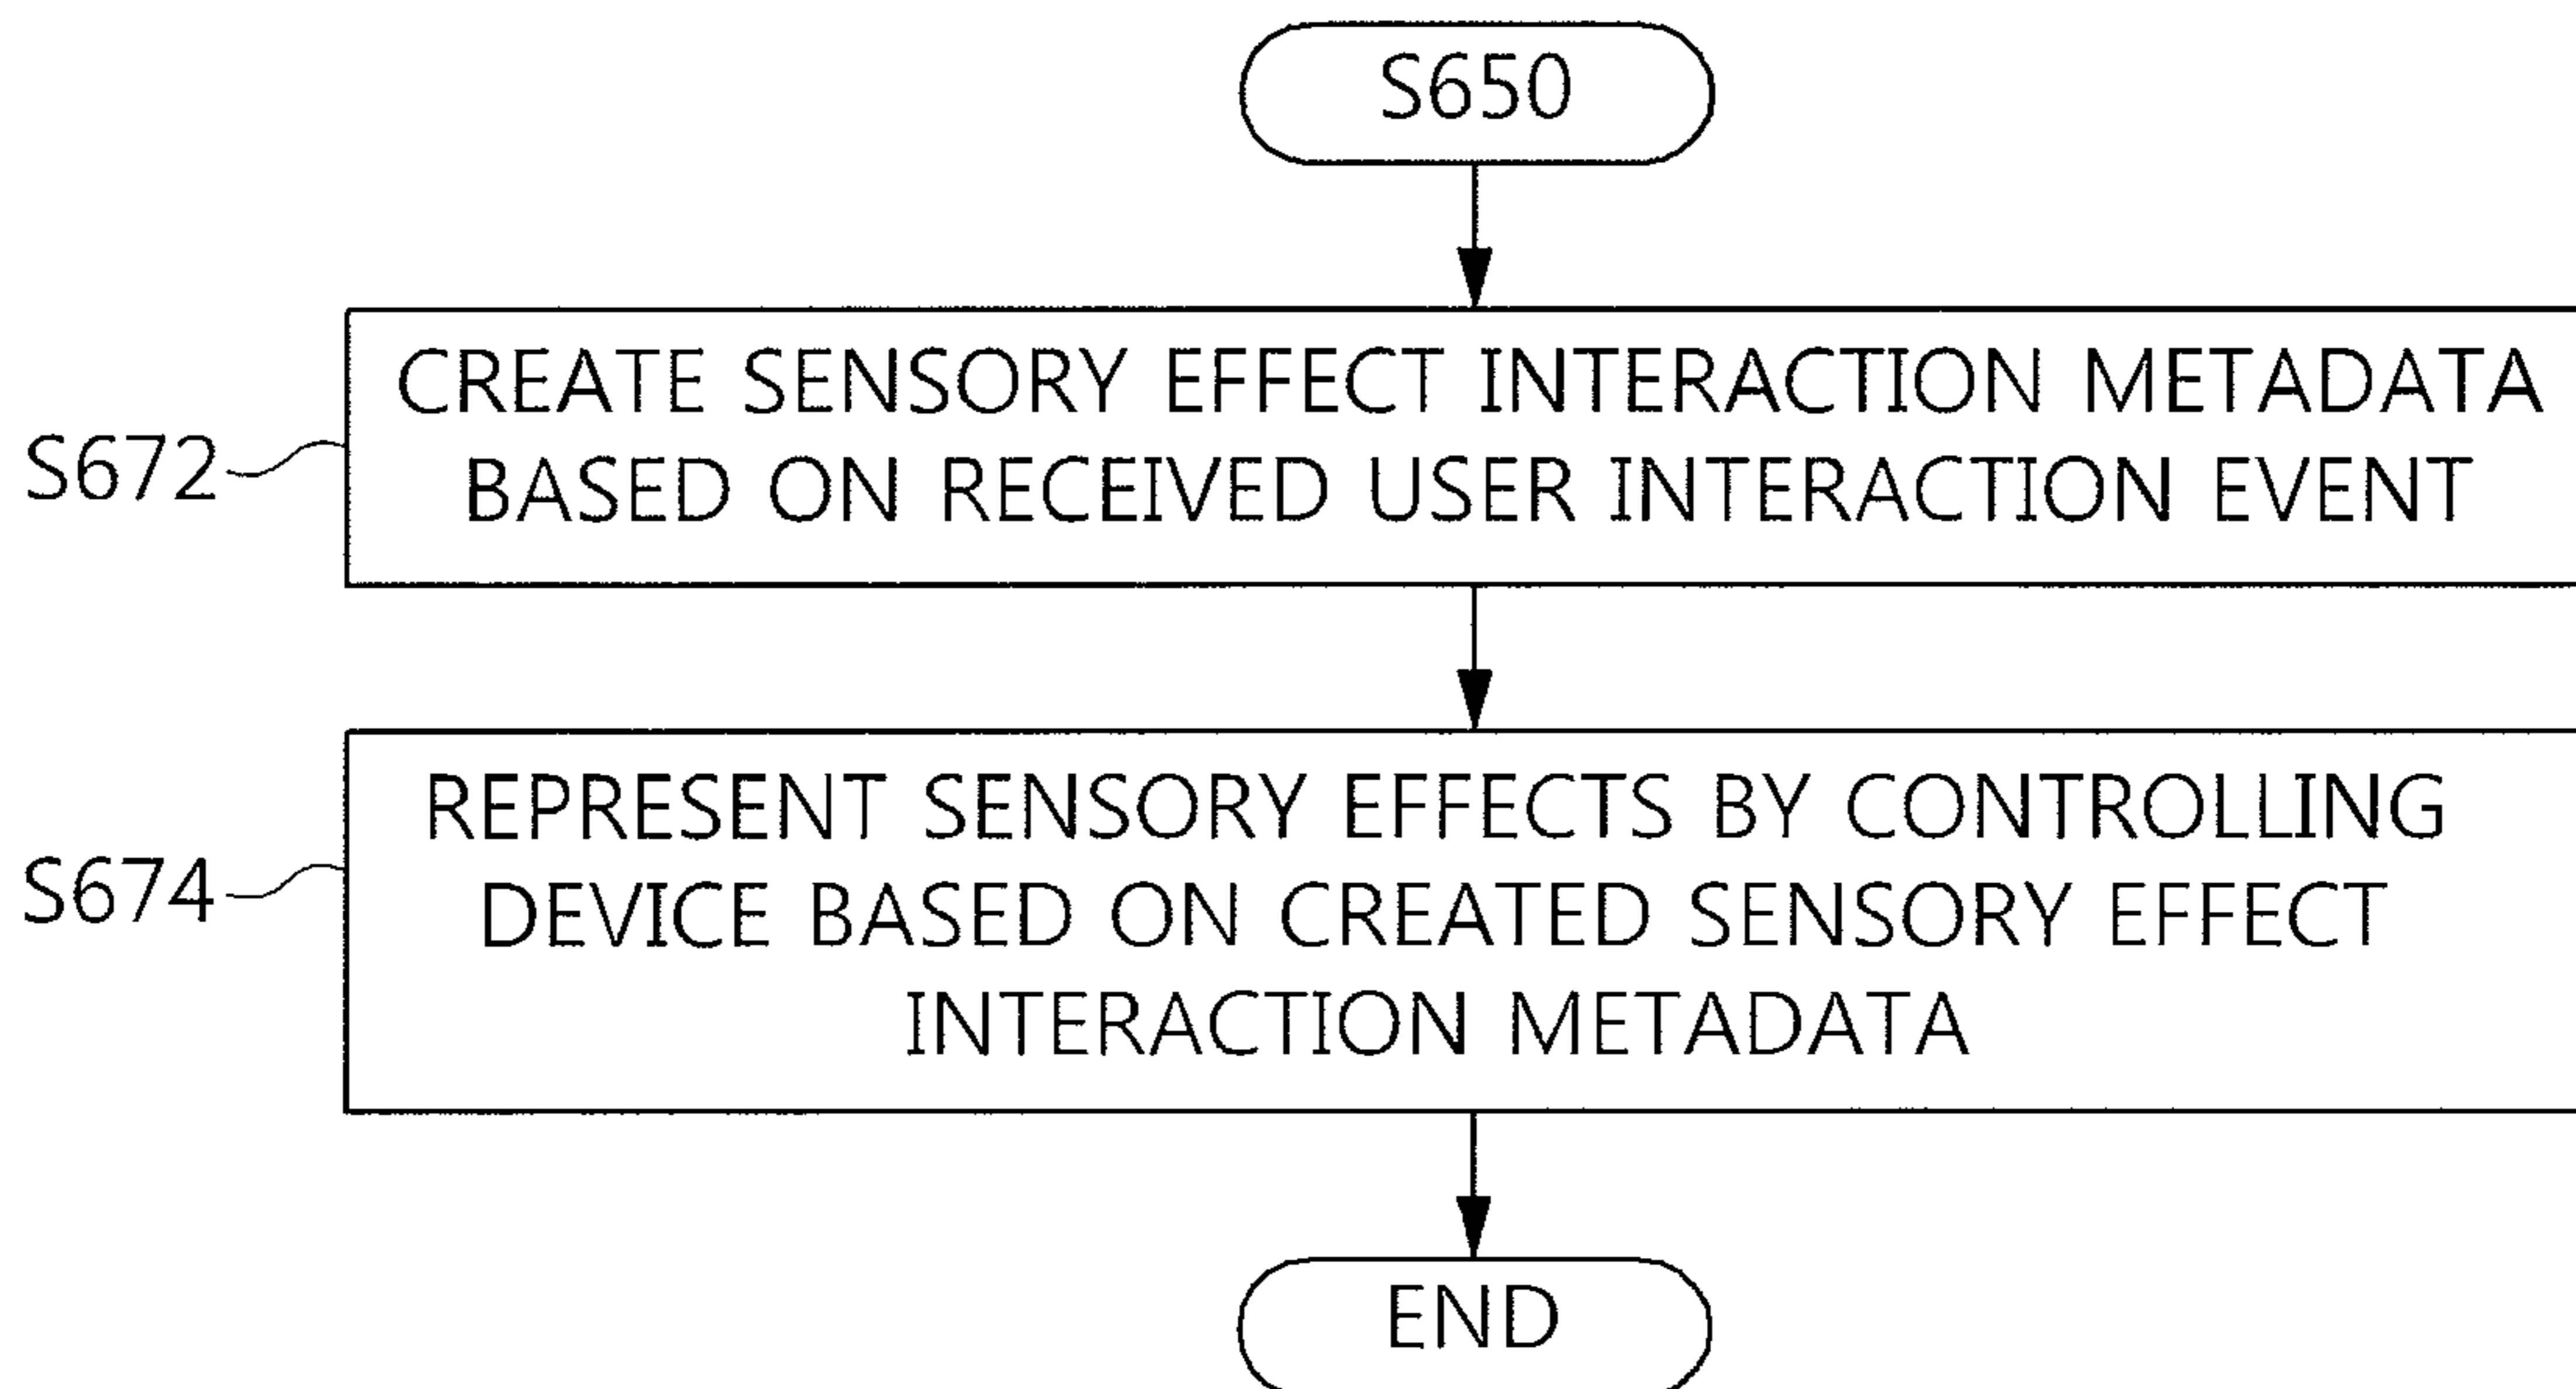 S650
S672
CREATE SENSORY EFFECT INTERACTION METADATA
BASED ON RECEIVED USER INTERACTION EVENT
S674
REPRESENT SENSORY EFFECTS BY CONTROLLING
DEVICE BASED ON CREATED SENSORY EFFECT
INTERACTION METADATA
END